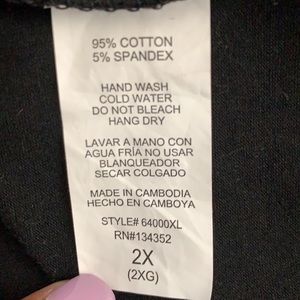 95% COTTON
5% SPANDEX
HAND WASH
COLD WATER
DO NOT BLEACH
HANG DRY
LAVAR A MANO CON
AGUA FRÍA NO USAR
BLANQUEADOR
SECAR COLGADO
MADE IN CAMBODIA
HECHO EN CAMBOYA
STYLE# 64000XL
RN#134352
2X
(2XG)